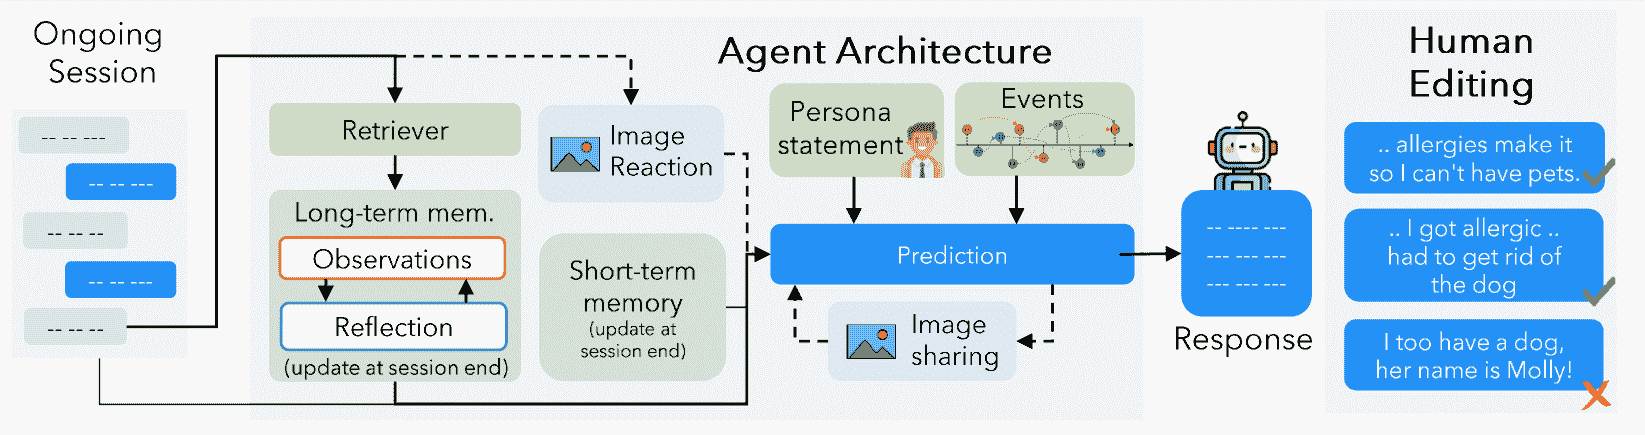 Ongoing
Session
-- -- ---
-- -- ---
-- -- --
-- -- ---
-- -- --
Agent Architecture
Retriever
Long-term mem.
Observations
Reflection
(update at session end)
Image
Reaction
Short-term
memory
(update at
session end)
Persona
statement
Events
Prediction
Image
sharing
-- ---- ---
-- -- ---
--- -- ---
Response
Human
Editing
.. allergies make it
so I can't have pets.
.. I got allergic ..
had to get rid of
the dog
I too have a dog,
her name is Molly!